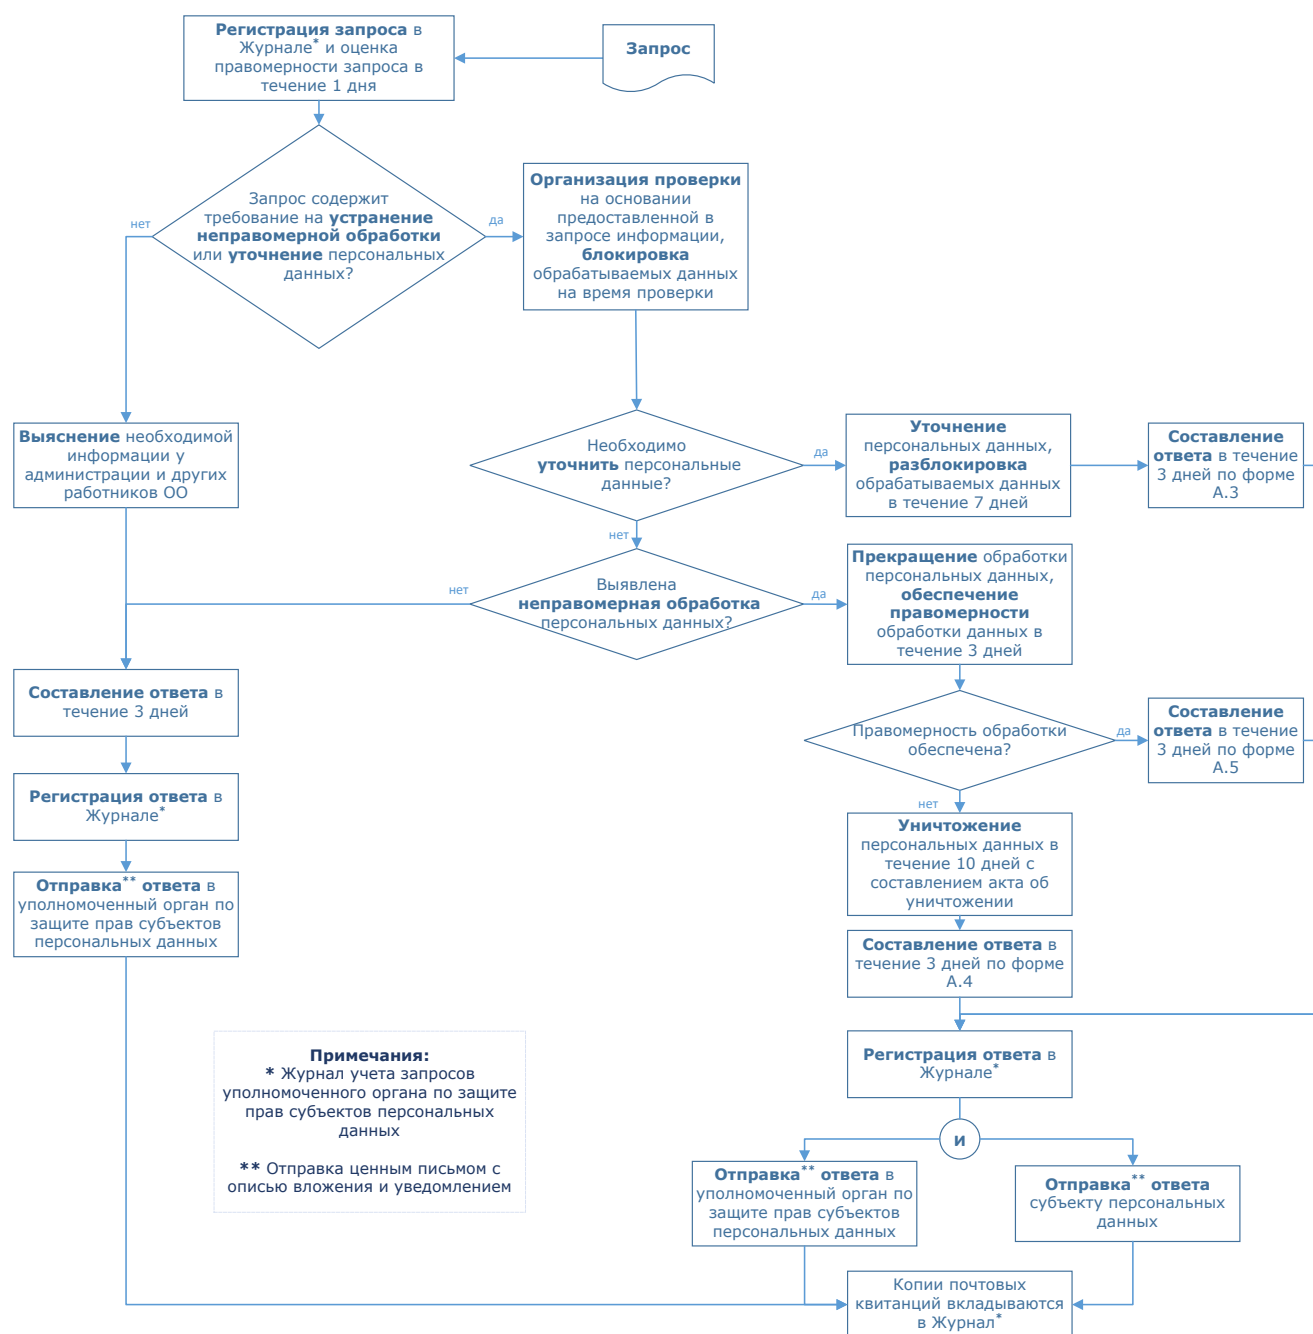 Регистрация запроса в
Журнале* и оценка
правомерности запроса в
течение 1 дня
Запрос
Запрос содержит
требование на устранение
неправомерной обработки
или уточнение персональных
данных?
нет
да
Организация проверки
на основании
предоставленной в
запросе информации,
блокировка
обрабатываемых данных
на время проверки
Выяснение необходимой
информации у
администрации и других
работников ОО
Необходимо
уточнить персональные
данные?
да
Уточнение
персональных данных,
разблокировка
обрабатываемых данных
в течение 7 дней
Составление
ответа в течение
3 дней по форме
А.3
нет
Выявлена
неправомерная обработка
персональных данных?
нет
да
Прекращение обработки
персональных данных,
обеспечение
правомерности
обработки данных в
течение 3 дней
Составление ответа в
течение 3 дней
Правомерность обработки
обеспечена?
да
Составление
ответа в течение
3 дней по форме
А.5
нет
Регистрация ответа в
Журнале*
Уничтожение
персональных данных в
течение 10 дней с
составлением акта об
уничтожении
Отправка** ответа в
уполномоченный орган по
защите прав субъектов
персональных данных
Составление ответа в
течение 3 дней по форме
А.4
Примечания:
* Журнал учета запросов
уполномоченного органа по защите
прав субъектов персональных
данных
** Отправка ценным письмом с
описью вложения и уведомлением
Регистрация ответа в
Журнале*
и
Отправка** ответа в
уполномоченный орган по
защите прав субъектов
персональных данных
Отправка** ответа
субъекту персональных
данных
Копии почтовых
квитанций вкладываются
в Журнал*